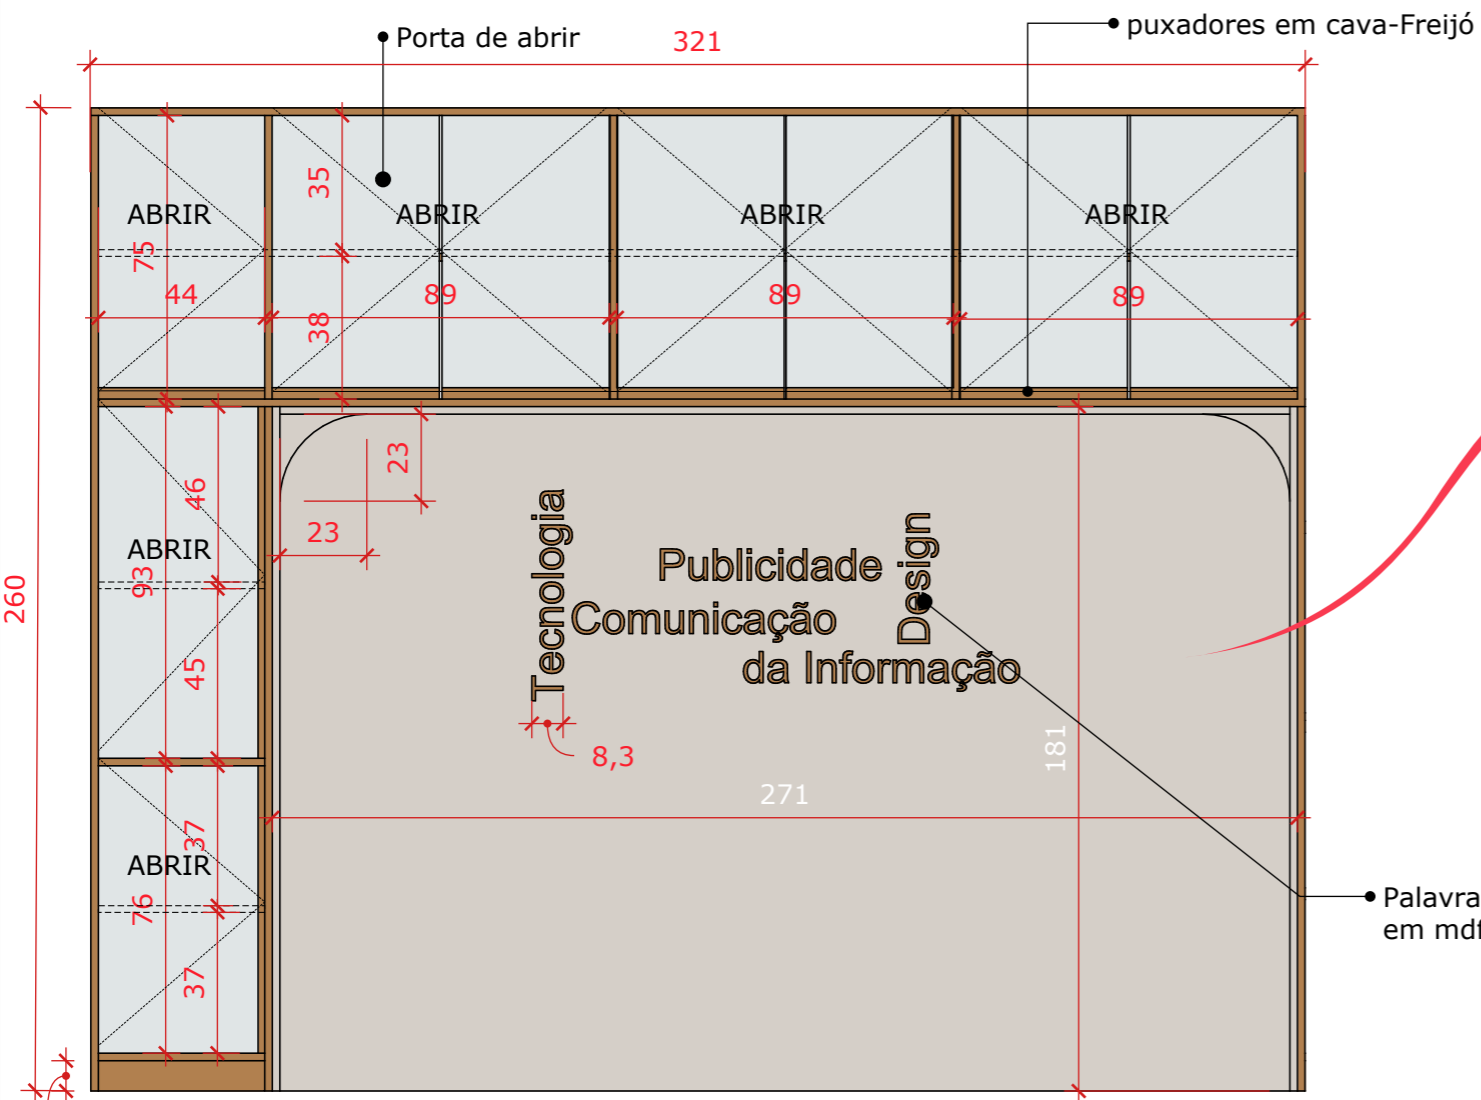 puxadores em cava-Freijó
Porta de abrir
321
ABRIR
ABRIR
ABRIR
ABRIR
35
75
44
89
89
89
38
23
46
23
ABRIR
93
45
260
Tecnologia
Publicidade
Design
Comunicação
da Informação
8,3
181
271
37
ABRIR
76
37
Palavra
em mdf